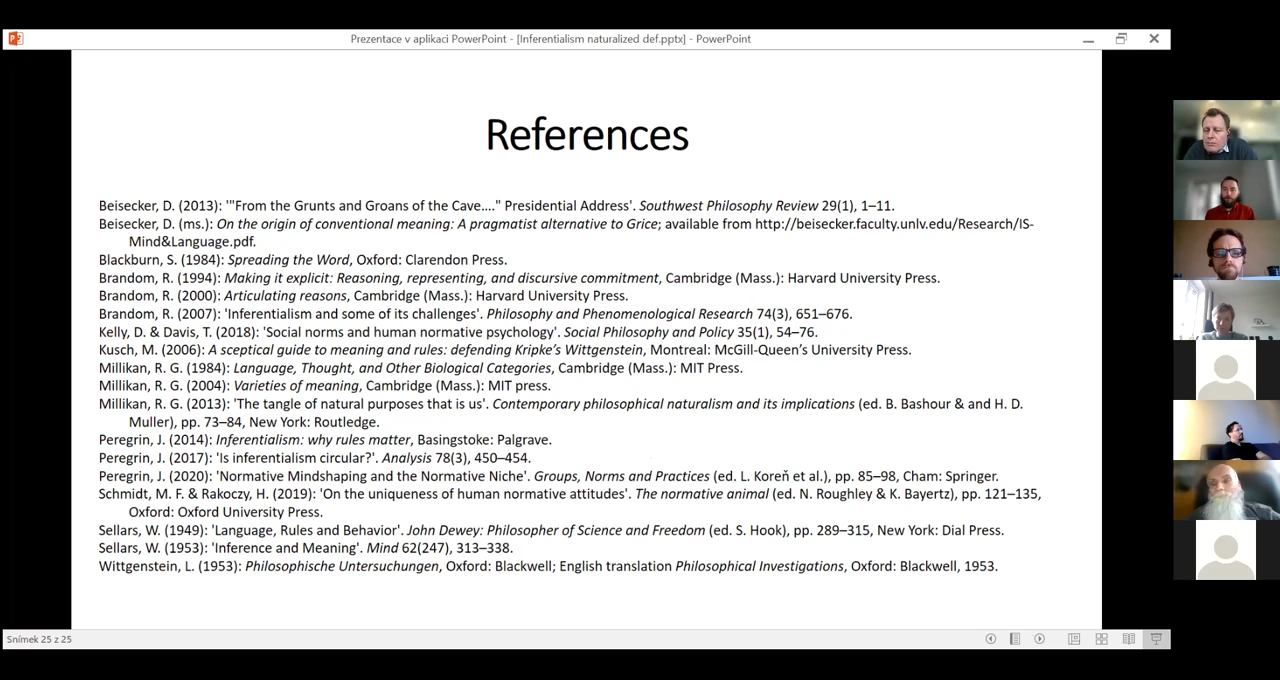 Prezentace v aplikaci PowerPoint - [Inferentialism naturalized def.pptx] - PowerPoint
References
Beisecker, D. (2013): '"From the Grunts and Groans of the Cave...." Presidential Address'. Southwest Philosophy Review 29(1), 1–11.
Beisecker, D. (ms.): On the origin of conventional meaning: A pragmatist alternative to Grice; available from http://beisecker.faculty.unlv.edu/Research/IS-
Mind&Language.pdf.
Blackburn, S. (1984): Spreading the Word, Oxford: Clarendon Press.
Brandom, R. (1994): Making it explicit: Reasoning, representing, and discursive commitment, Cambridge (Mass.): Harvard University Press.
Brandom, R. (2000): Articulating reasons, Cambridge (Mass.): Harvard University Press.
Brandom, R. (2007): 'Inferentialism and some of its challenges'. Philosophy and Phenomenological Research 74(3), 651–676.
Kelly, D. & Davis, T. (2018): 'Social norms and human normative psychology'. Social Philosophy and Policy 35(1), 54–76.
Kusch, M. (2006): A sceptical guide to meaning and rules: defending Kripke's Wittgenstein, Montreal: McGill-Queen's University Press.
Millikan, R. G. (1984): Language, Thought, and Other Biological Categories, Cambridge (Mass.): MIT Press.
Millikan, R. G. (2004): Varieties of meaning, Cambridge (Mass.): MIT press.
Millikan, R. G. (2013): 'The tangle of natural purposes that is us'. Contemporary philosophical naturalism and its implications (ed. B. Bashour & and H. D.
Muller), pp. 73–84, New York: Routledge.
Peregrin, J. (2014): Inferentialism: why rules matter, Basingstoke: Palgrave.
Peregrin, J. (2017): 'Is inferentialism circular?'. Analysis 78(3), 450–454.
Peregrin, J. (2020): 'Normative Mindshaping and the Normative Niche'. Groups, Norms and Practices (ed. L. Koreň et al.), pp. 85–98, Cham: Springer.
Schmidt, M. F. & Rakoczy, H. (2019): 'On the uniqueness of human normative attitudes'. The normative animal (ed. N. Roughley & K. Bayertz), pp. 121–135,
Oxford: Oxford University Press.
Sellars, W. (1949): 'Language, Rules and Behavior'. John Dewey: Philosopher of Science and Freedom (ed. S. Hook), pp. 289–315, New York: Dial Press.
Sellars, W. (1953): 'Inference and Meaning'. Mind 62(247), 313–338.
Wittgenstein, L. (1953): Philosophische Untersuchungen, Oxford: Blackwell; English translation Philosophical Investigations, Oxford: Blackwell, 1953.
Snímek 25 z 25